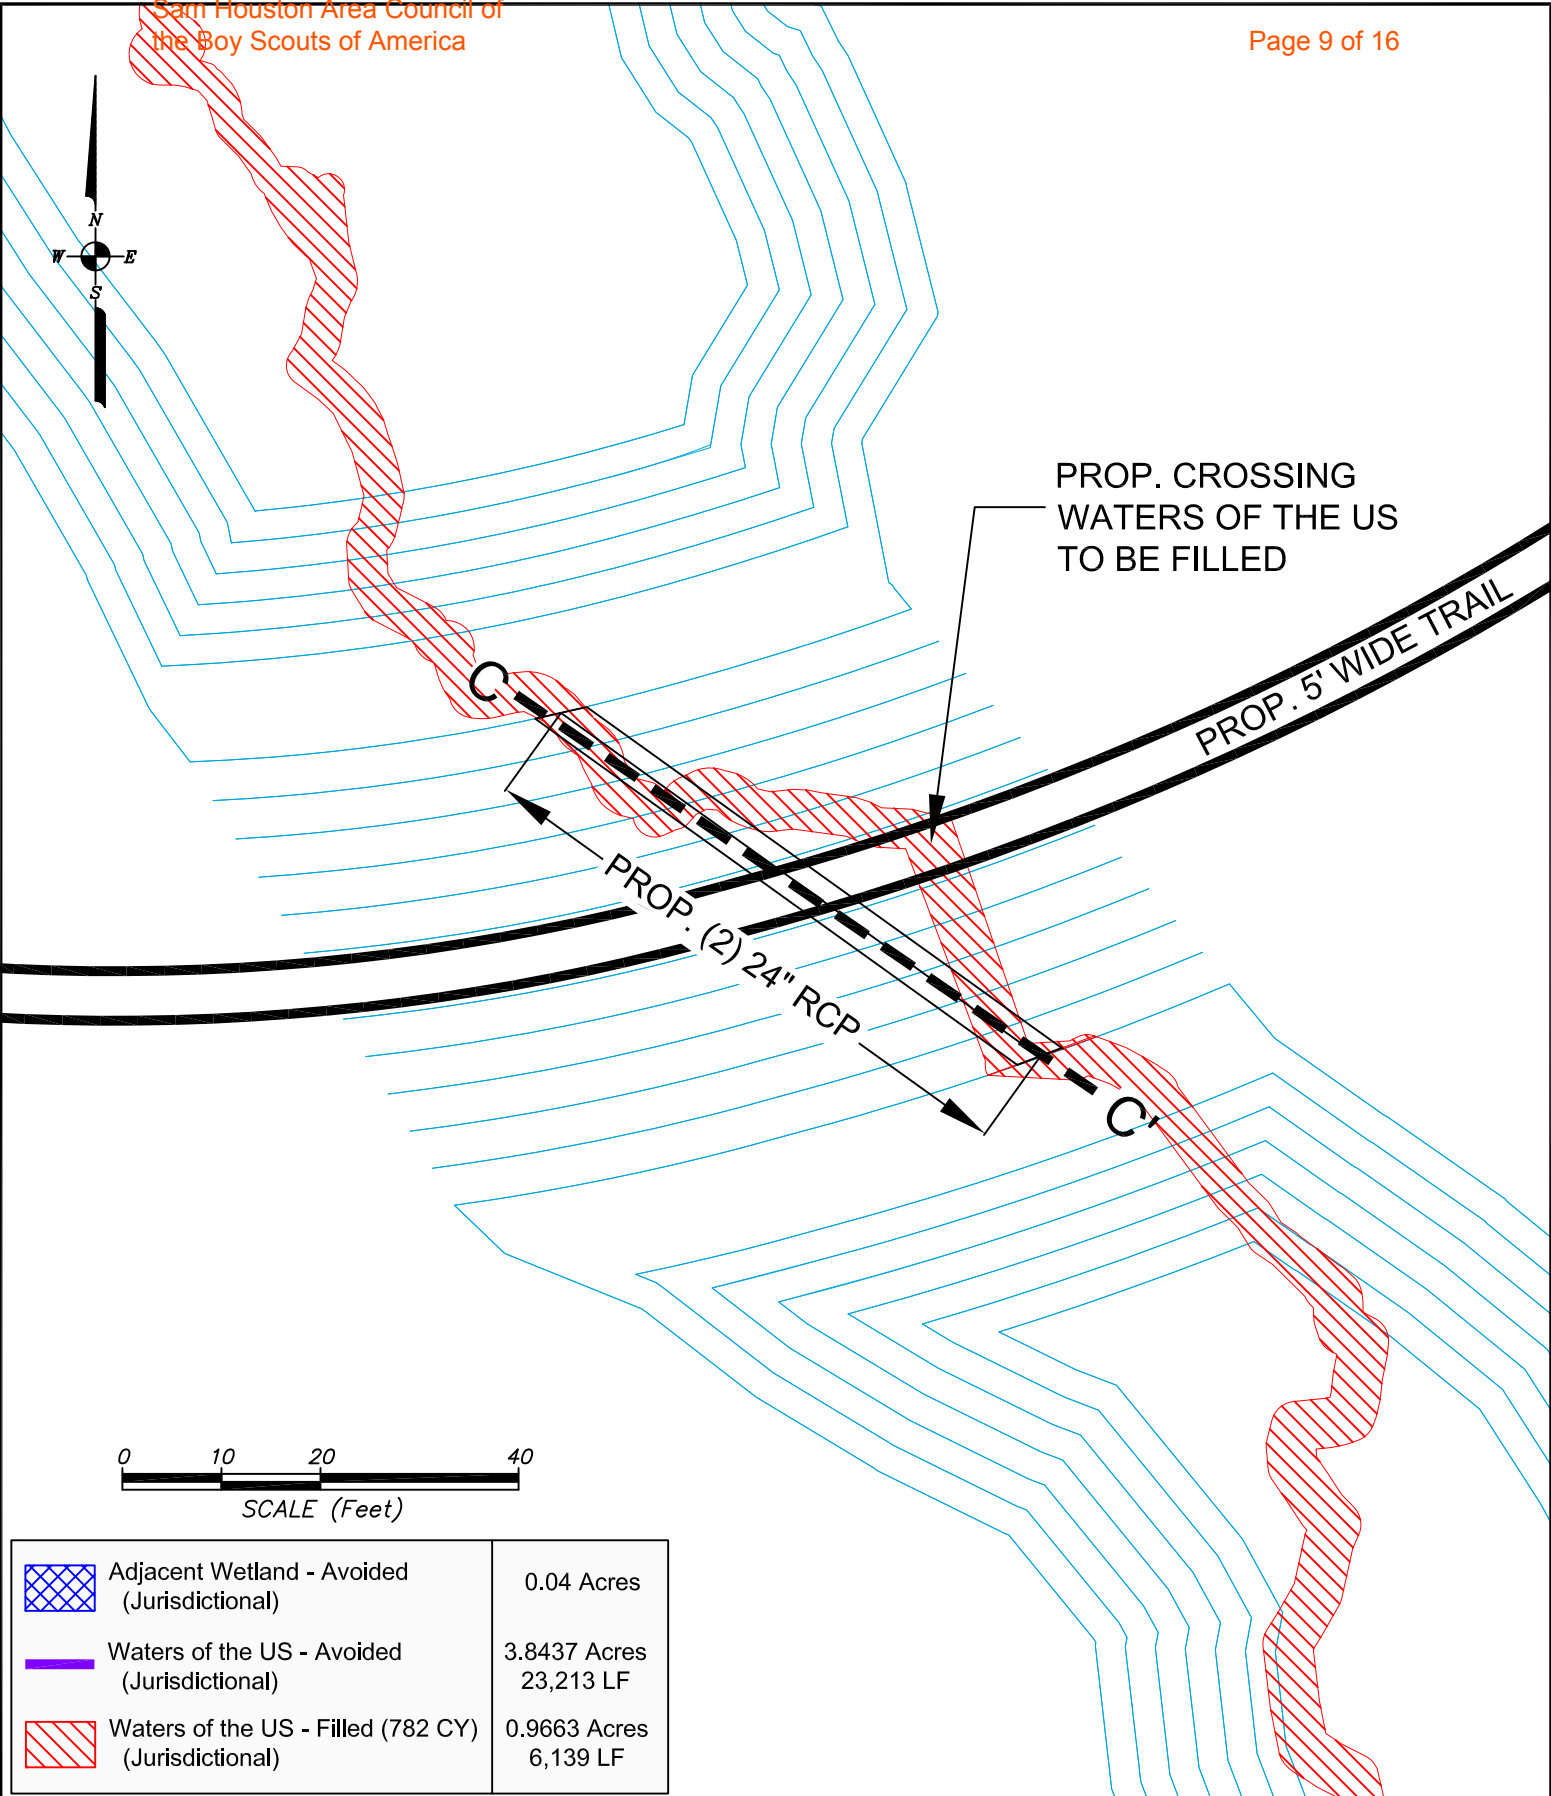 Sam Houston Area Council of
the Boy Scouts of America
Page 9 of 16
N
W E
S
PROP. CROSSING
WATERS OF THE US
TO BE FILLED
PROP. 5' WIDE TRAIL
C
PROP. (2) 24" RCP
C'
0 10 20 40
SCALE (Feet)
Adjacent Wetland - Avoided
(Jurisdictional)
0.04 Acres
Waters of the US - Avoided
(Jurisdictional)
3.8437 Acres
23,213 LF
Waters of the US - Filled (782 CY)
(Jurisdictional)
0.9663 Acres
6,139 LF